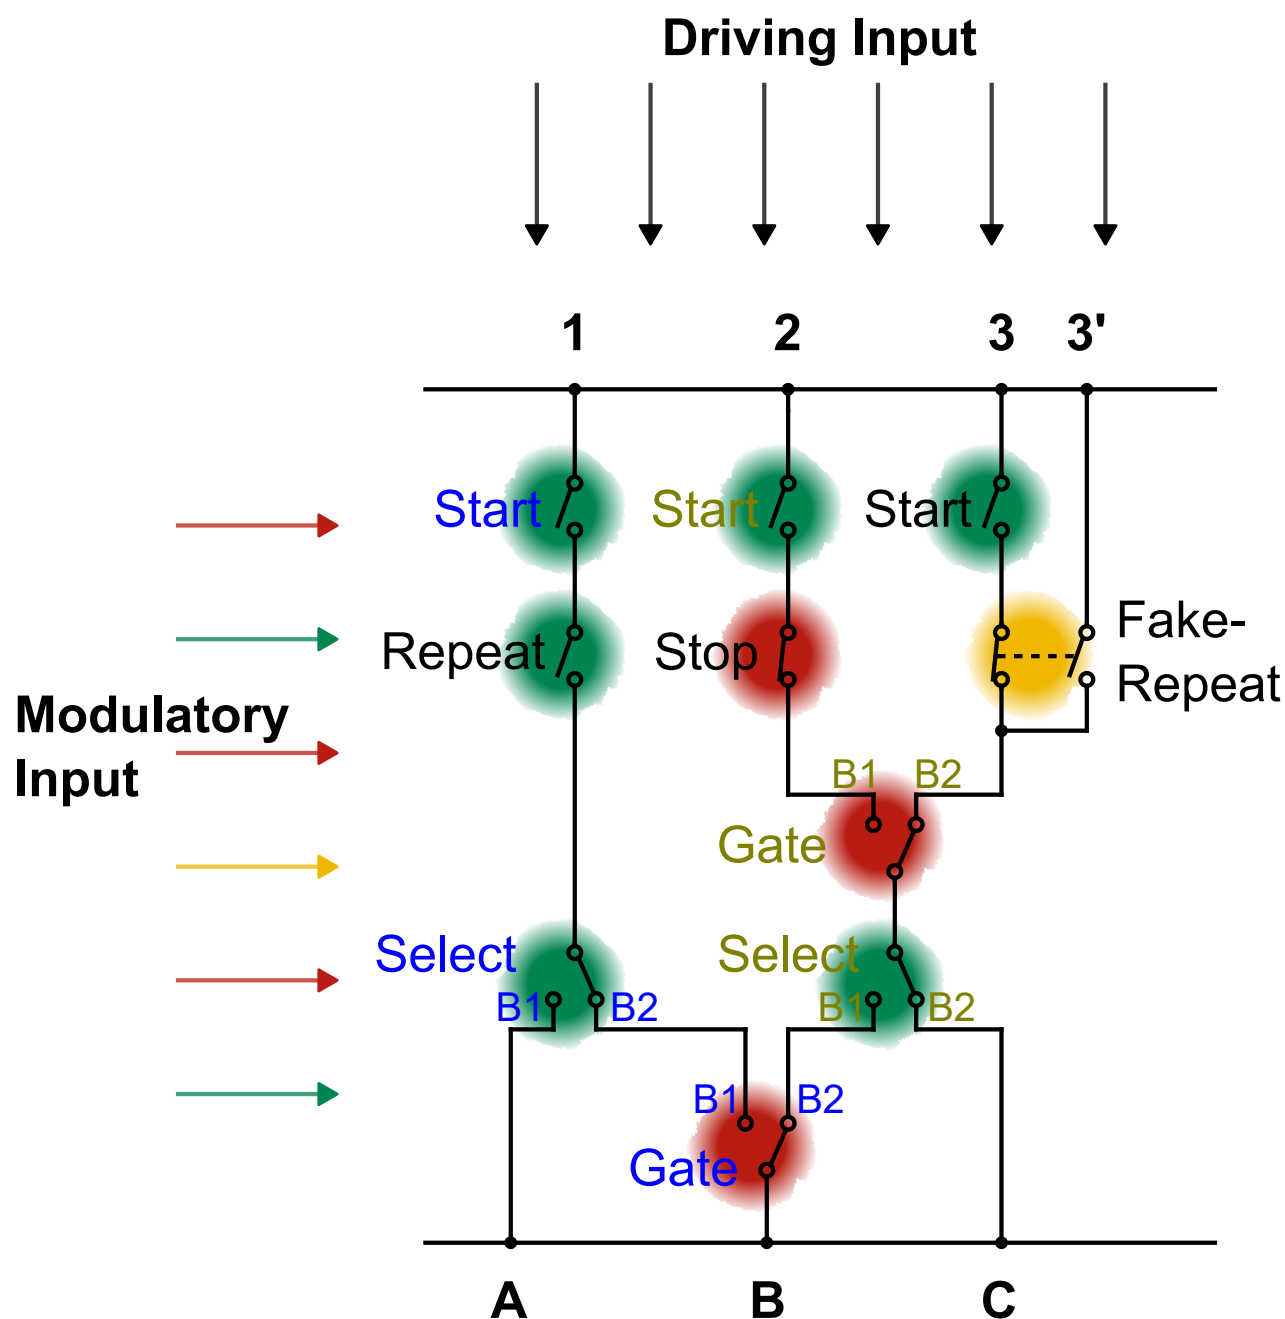 Driving Input
1 2 3 3'
Start Start Start
Repeat Stop Fake-
Repeat
Modulatory
Input
B1 B2
Gate
Select Select
B1 B2 B1 B2
B1 B2
Gate
A B C